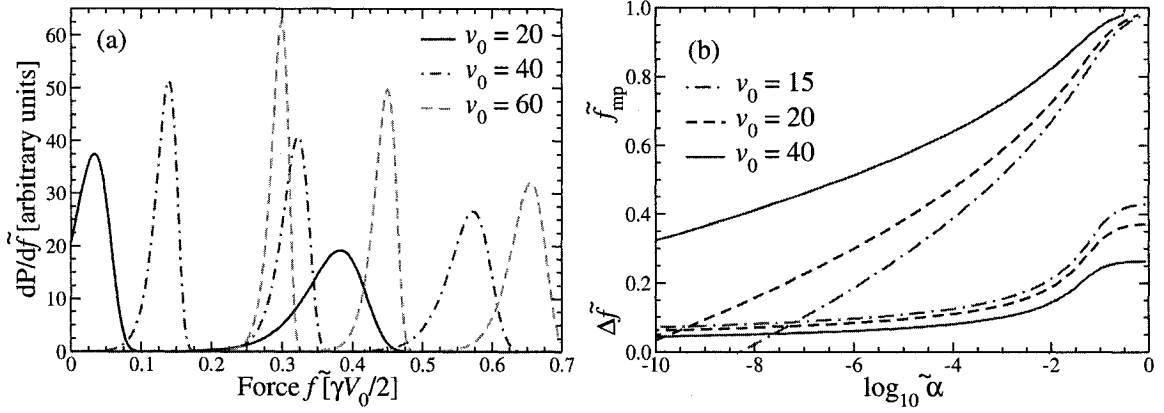 (a)
v₀ = 20
v₀ = 40
v₀ = 60
dP/df̃ [arbitrary units]
60
50
40
30
20
10
0
0 0.1 0.2 0.3 0.4 0.5 0.6 0.7
Force f̃ [γV₀/2]
(b)
v₀ = 15
v₀ = 20
v₀ = 40
f̃mp
Δf̃
1.0
0.8
0.6
0.4
0.2
0.0
-10 -8 -6 -4 -2 0
log₁₀ α̃